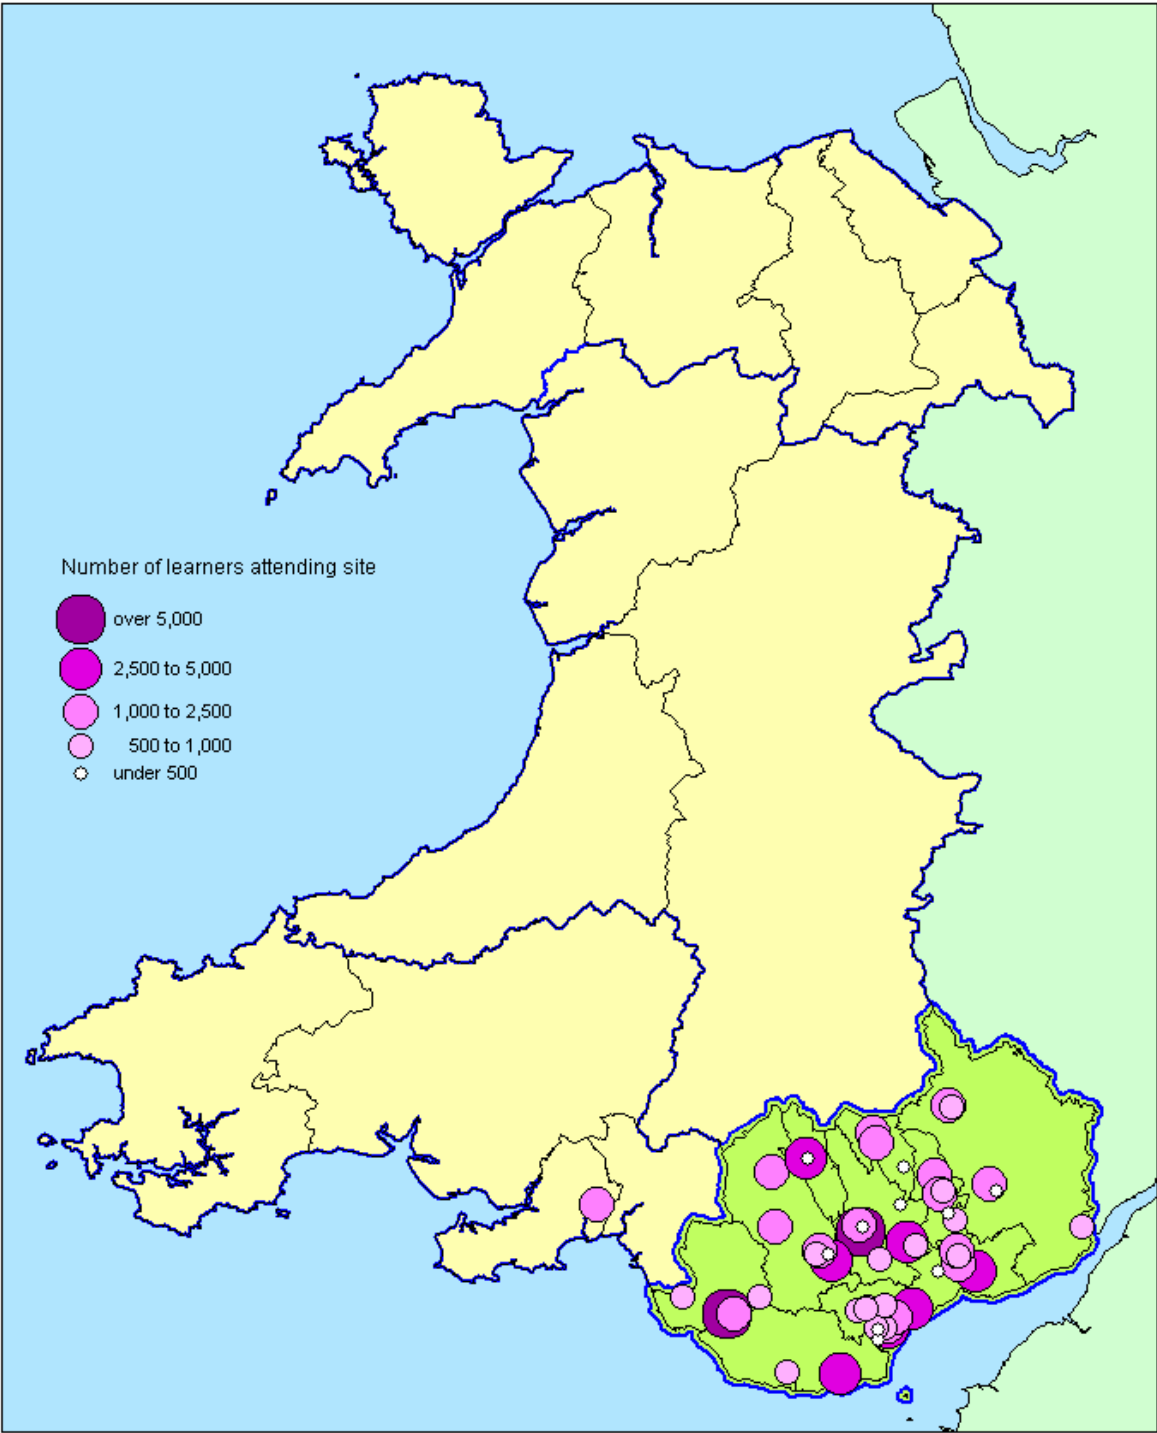 Number of learners attending site
over 5,000
2,500 to 5,000
1,000 to 2,500
500 to 1,000
under 500